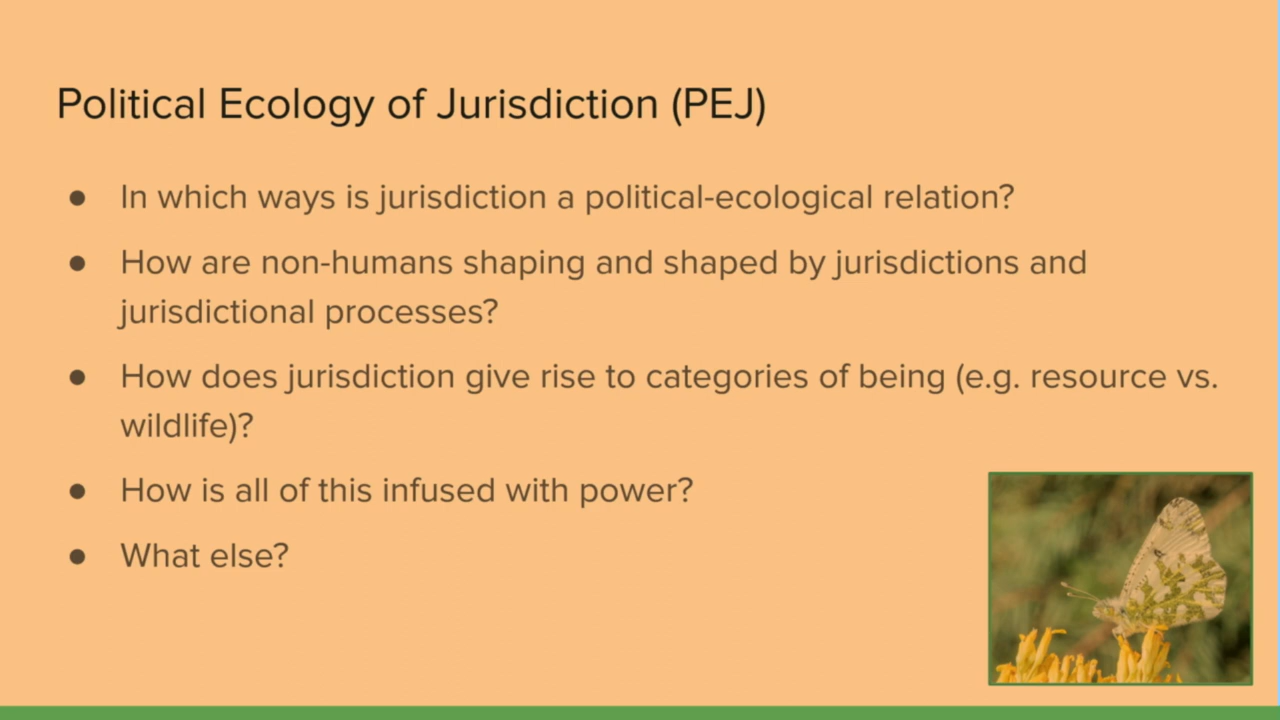 Political Ecology of Jurisdiction (PEJ)
● In which ways is jurisdiction a political-ecological relation?
● How are non-humans shaping and shaped by jurisdictions and
jurisdictional processes?
● How does jurisdiction give rise to categories of being (e.g. resource vs.
wildlife)?
● How is all of this infused with power?
● What else?